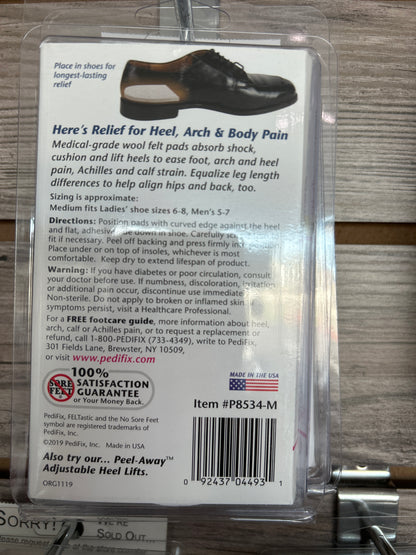 Place in shoes for
longest-lasting
relief
Here's Relief for Heel, Arch & Body Pain
Medical-grade wool felt pads absorb shock,
cushion and lift heels to ease foot, arch and heel
pain, Achilles and calf strain. Equalize leg length
differences to help align hips and back, too.
Sizing is approximate:
Medium fits Ladies' shoe sizes 6-8, Men's 5-7
Directions: Position pads with curved edge against the heel
and flat, adhesive side down in shoe. Carefully
fit if necessary. Peel off backing and press firmly in
Place under or on top of insoles, whichever is most
comfortable. Keep dry to extend lifespan of product.
Warning: If you have diabetes or poor circulation, consult
your doctor before use. If numbness, discoloration, irritation
or additional pain occur, discontinue use immediate
Non-sterile. Do not apply to broken or inflamed skin. If
symptoms persist, visit a Healthcare Professional.
For a FREE footcare guide, more information about heel,
arch, calf or Achilles pain, or to request a replacement or
refund, call 1-800-PEDIFIX (733-4349), write to PediFix,
301 Fields Lane, Brewster, NY 10509,
or visit www.pedifix.com
SORE FEET
100%
SATISFACTION
GUARANTEE
or Your Money Back.
MADE IN THE USA
Item #P8534-M
PediFix, FELTastic and the No Sore Feet
symbol are registered trademarks of
PediFix, Inc.
©2019 PediFix, Inc. Made in USA
Also try our... Peel-Away™
Adjustable Heel Lifts.
ORG1119
0 92437 04493 1
SORRY!
WE'RE
SOLD OUT...
Please request